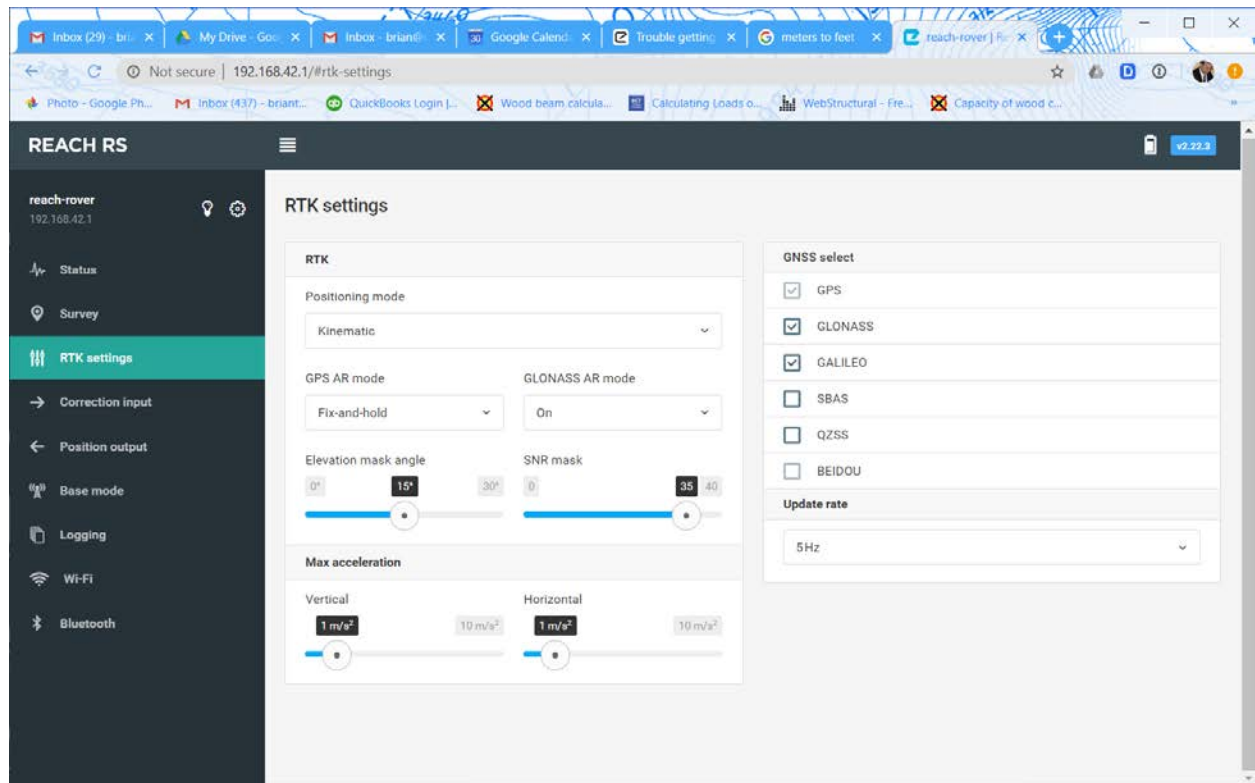 Inbox (29) - bri
My Drive - Goo
Inbox - brian@
Google Calend
Trouble getting
meters to feet
reach-rover | Re
Not secure | 192.168.42.1/#rtk-settings
Photo - Google Ph...
Inbox (437) - briant...
QuickBooks Login |...
Wood beam calcula...
Calculating Loads o...
WebStructural - Fre...
Capacity of wood c...
REACH RS
v2.22.3
reach-rover
192.168.42.1
Status
Survey
RTK settings
Correction input
Position output
Base mode
Logging
Wi-Fi
Bluetooth
RTK settings
RTK
Positioning mode
Kinematic
GPS AR mode
GLONASS AR mode
Fix-and-hold
On
Elevation mask angle
SNR mask
0° 15° 30°
0 35 40
Max acceleration
Vertical
Horizontal
1 m/s² 10 m/s²
1 m/s² 10 m/s²
GNSS select
GPS
GLONASS
GALILEO
SBAS
QZSS
BEIDOU
Update rate
5Hz